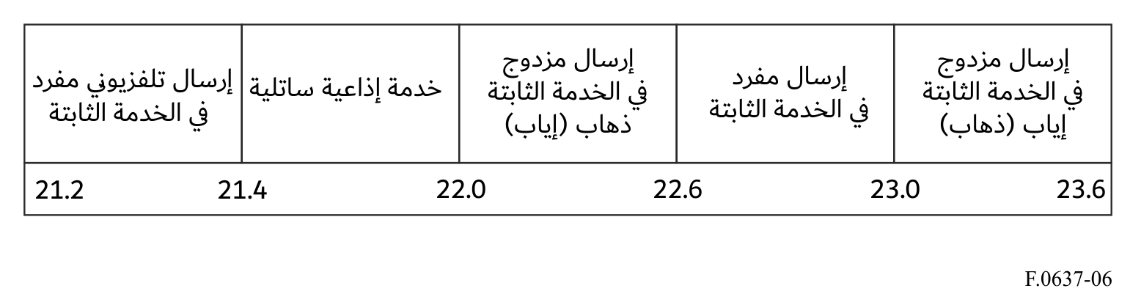 إرسال تلفزيوني مفرد
في الخدمة الثابتة
خدمة إذاعية ساتلية
إرسال مزدوج
في الخدمة الثابتة
ذهاب (إياب)
إرسال مفرد
في الخدمة الثابتة
إرسال مزدوج
في الخدمة الثابتة
إياب (ذهاب)
21.2 21.4 22.0 22.6 23.0 23.6
F.0637-06